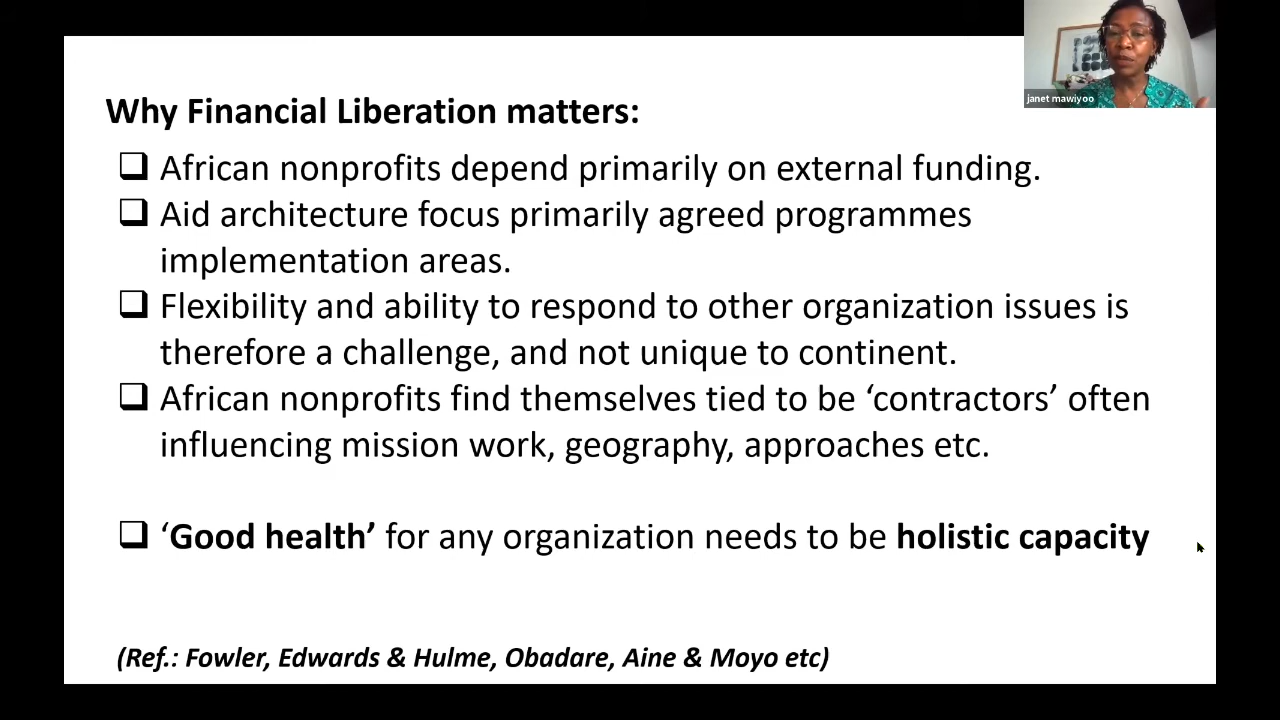 janet mawiyoo
Why Financial Liberation matters:
❑ African nonprofits depend primarily on external funding.
❑ Aid architecture focus primarily agreed programmes
implementation areas.
❑ Flexibility and ability to respond to other organization issues is
therefore a challenge, and not unique to continent.
❑ African nonprofits find themselves tied to be ‘contractors’ often
influencing mission work, geography, approaches etc.
❑ ‘Good health’ for any organization needs to be holistic capacity
(Ref.: Fowler, Edwards & Hulme, Obadare, Aine & Moyo etc)